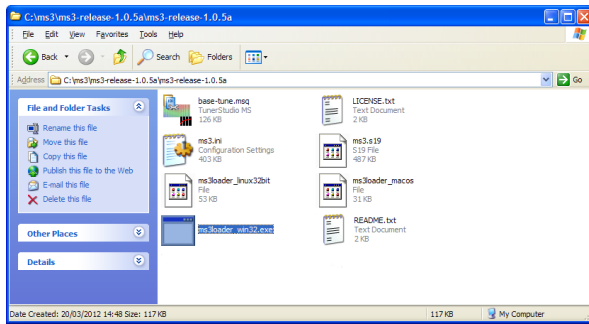 C:\ms3\ms3-release-1.0.5a\ms3-release-1.0.5a
File Edit View Favorites Tools Help
Back Search Folders
Address C:\ms3\ms3-release-1.0.5a\ms3-release-1.0.5a Go
File and Folder Tasks
Rename this file
Move this file
Copy this file
Publish this file to the Web
E-mail this file
Delete this file
Other Places
Details
base-tune.msq
TunerStudio MS
126 KB
LICENSE.txt
Text Document
2 KB
ms3.ini
Configuration Settings
403 KB
ms3.s19
S19 File
487 KB
ms3loader_linux32bit
File
53 KB
ms3loader_macos
File
31 KB
ms3loader_win32.exe
README.txt
Text Document
2 KB
Date Created: 20/03/2012 14:48 Size: 117 KB
117 KB
My Computer